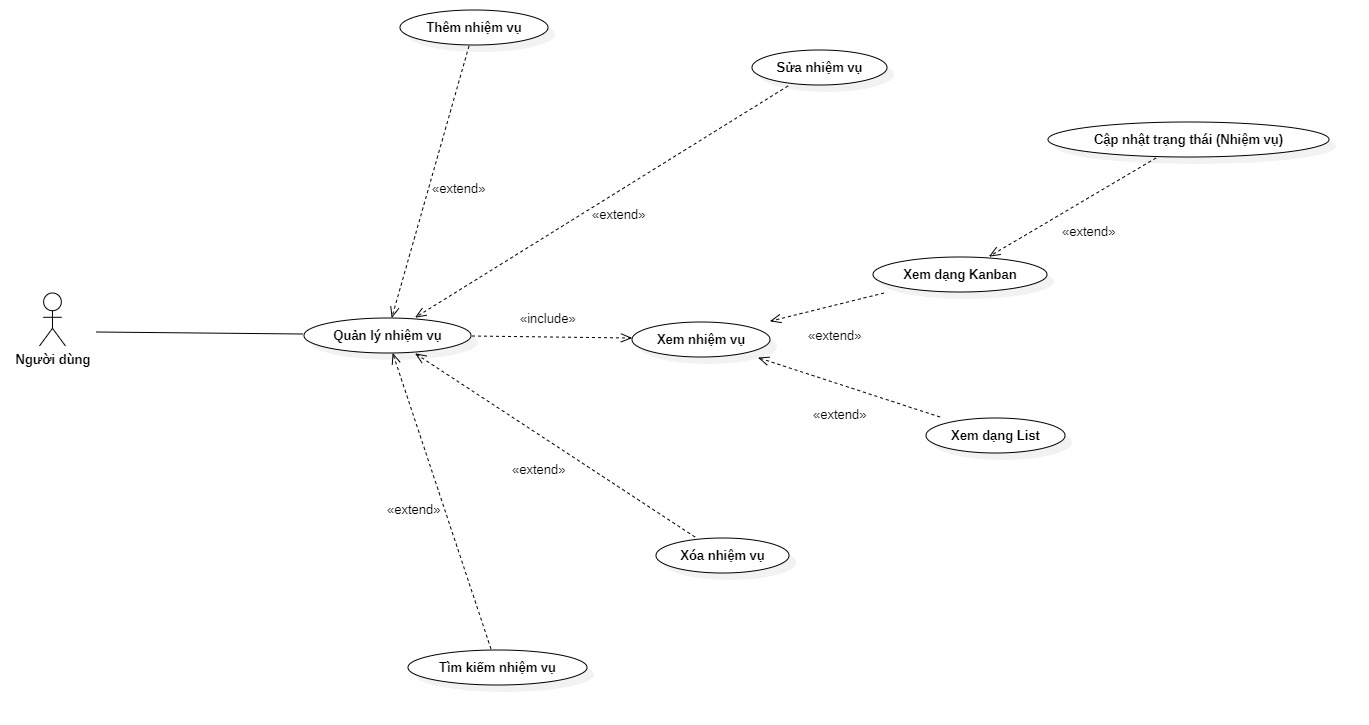 Thêm nhiệm vụ
Sửa nhiệm vụ
Cập nhật trạng thái (Nhiệm vụ)
«extend»
«extend»
«extend»
Xem dạng Kanban
Người dùng
Quản lý nhiệm vụ
«include»
Xem nhiệm vụ
«extend»
«extend»
Xem dạng List
«extend»
«extend»
Xóa nhiệm vụ
Tìm kiếm nhiệm vụ